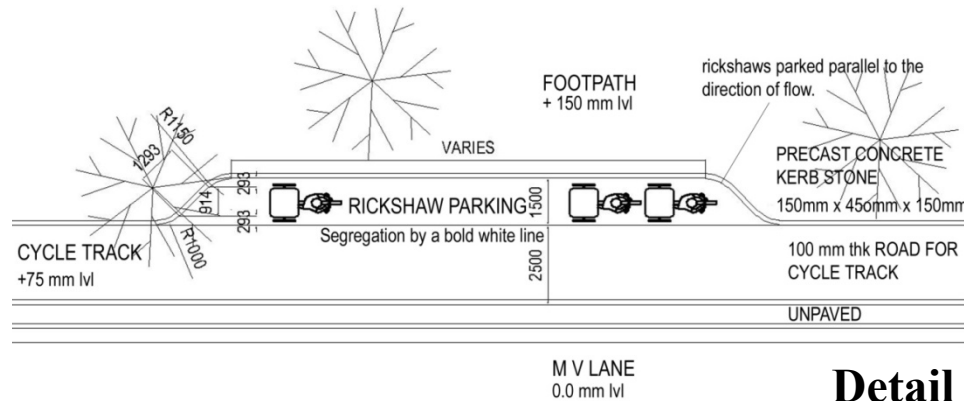 FOOTPATH
+ 150 mm lvl
rickshaws parked parallel to the
direction of flow.
R1150
1293
VARIES
PRECAST CONCRETE
KERB STONE
150mm x 450mm x 150mm
293
914
293
R1000
RICKSHAW PARKING
1500
Segregation by a bold white line
2500
CYCLE TRACK
+75 mm lvl
100 mm thk ROAD FOR
CYCLE TRACK
UNPAVED
M V LANE
0.0 mm lvl
Detail